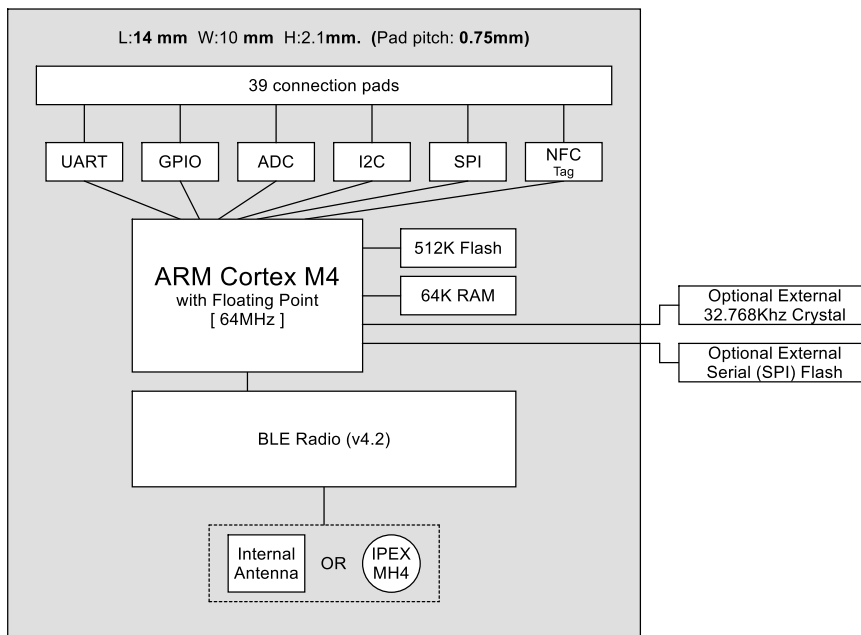 L:14 mm W:10 mm H:2.1mm. (Pad pitch: 0.75mm)
39 connection pads
UART
GPIO
ADC
I2C
SPI
NFC
Tag
ARM Cortex M4
with Floating Point
[ 64MHz ]
512K Flash
64K RAM
Optional External
32.768Khz Crystal
Optional External
Serial (SPI) Flash
BLE Radio (v4.2)
Internal
Antenna
OR
IPEX
MH4